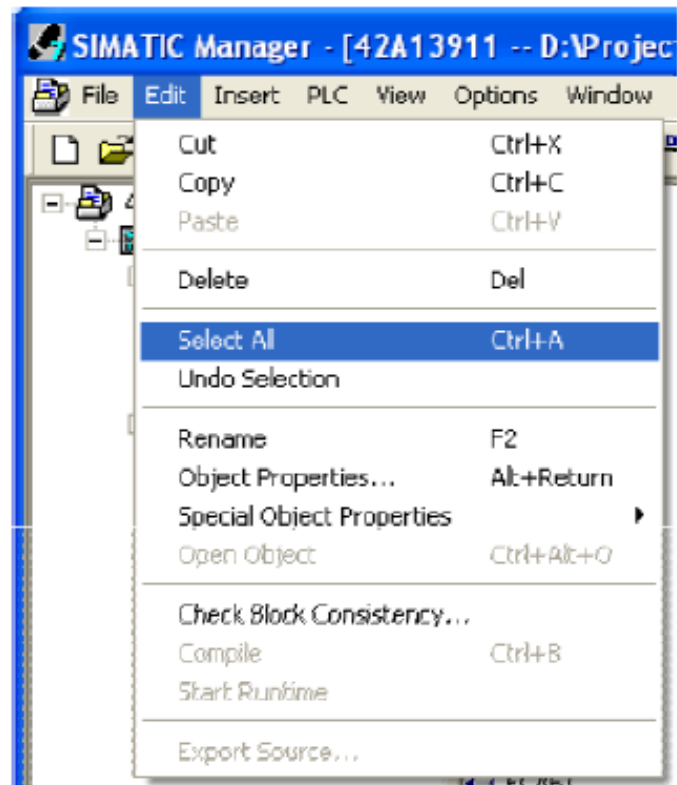 SIMATIC Manager - [42A13911 -- D:\Projec
File Edit Insert PLC View Options Window
Cut Ctrl+X
Copy Ctrl+C
Paste Ctrl+V
Delete Del
Select All Ctrl+A
Undo Selection
Rename F2
Object Properties... Alt+Return
Special Object Properties
Open Object Ctrl+Alt+O
Check Block Consistency...
Compile Ctrl+B
Start Runtime
Export Source...